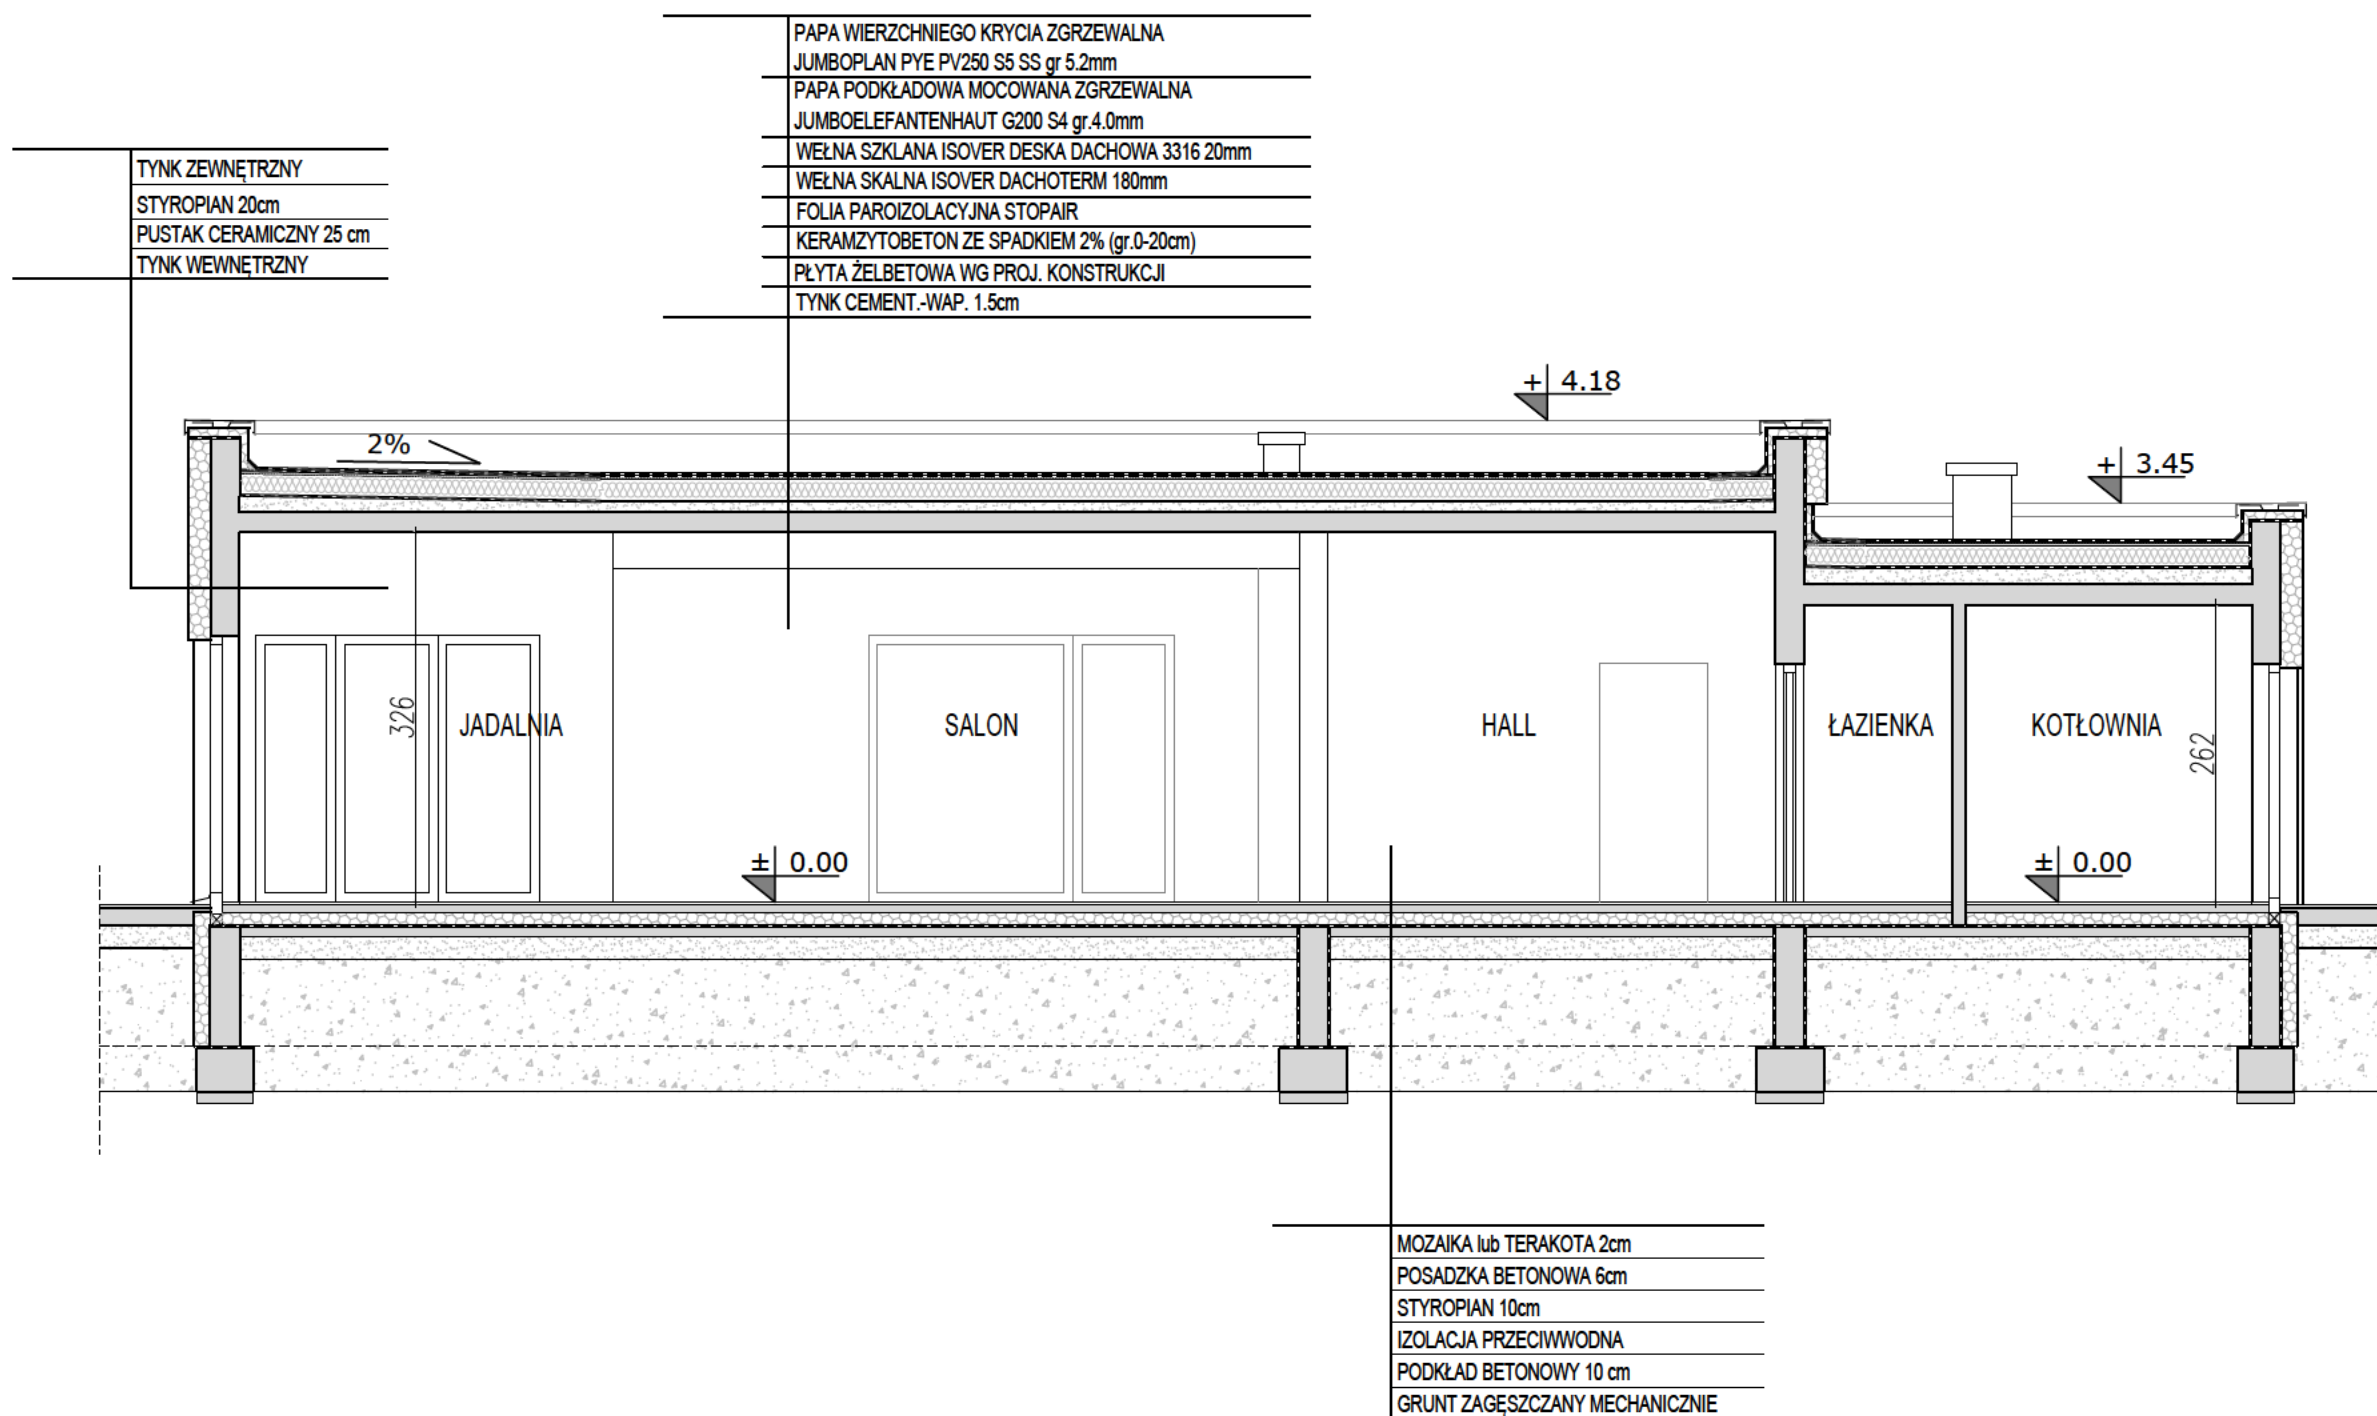 PAPA WIERZCHNIEGO KRYCIA ZGRZEWALNA
JUMBOPLAN PYE PV250 S5 SS gr 5.2mm
PAPA PODKŁADOWA MOCOWANA ZGRZEWALNA
JUMBOELEFANTENHAUT G200 S4 gr.4.0mm
WEŁNA SZKLANA ISOVER DESKA DACHOWA 3316 20mm
WEŁNA SKALNA ISOVER DACHOTERM 180mm
FOLIA PAROIZOLACYJNA STOPAIR
KERAMZYTOBETON ZE SPADKIEM 2% (gr.0-20cm)
PŁYTA ŻELBETOWA WG PROJ. KONSTRUKCJI
TYNK CEMENT.-WAP. 1.5cm
TYNK ZEWNĘTRZNY
STYROPIAN 20cm
PUSTAK CERAMICZNY 25 cm
TYNK WEWNĘTRZNY
+ 4.18
2%
+ 3.45
326
JADALNIA
SALON
HALL
ŁAZIENKA
KOTŁOWNIA
262
± 0.00
± 0.00
MOZAIKA lub TERAKOTA 2cm
POSADZKA BETONOWA 6cm
STYROPIAN 10cm
IZOLACJA PRZECIWWODNA
PODKŁAD BETONOWY 10 cm
GRUNT ZAGĘSZCZANY MECHANICZNIE